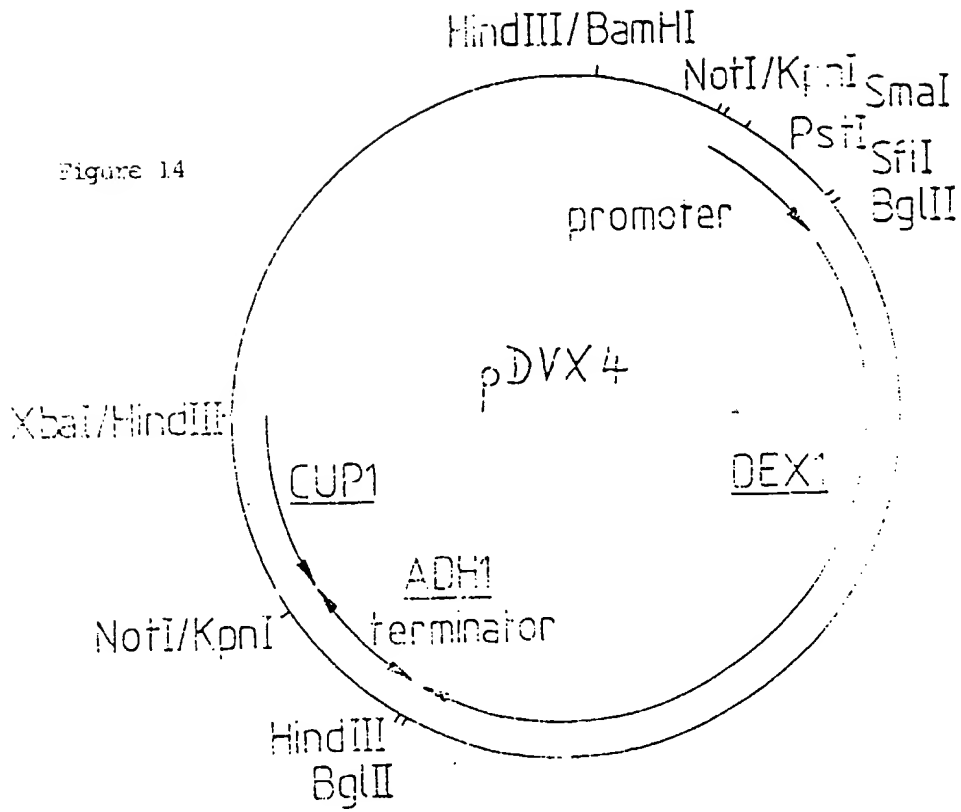 HindIII/BamHI
NotI/KpnI
SmaI
PstI
SfiI
BglII
Figure 14
promoter
pDVX4
XbaI/HindIII
CUP1
DEX1
ADH1
terminator
NotI/KpnI
HindIII
BglII